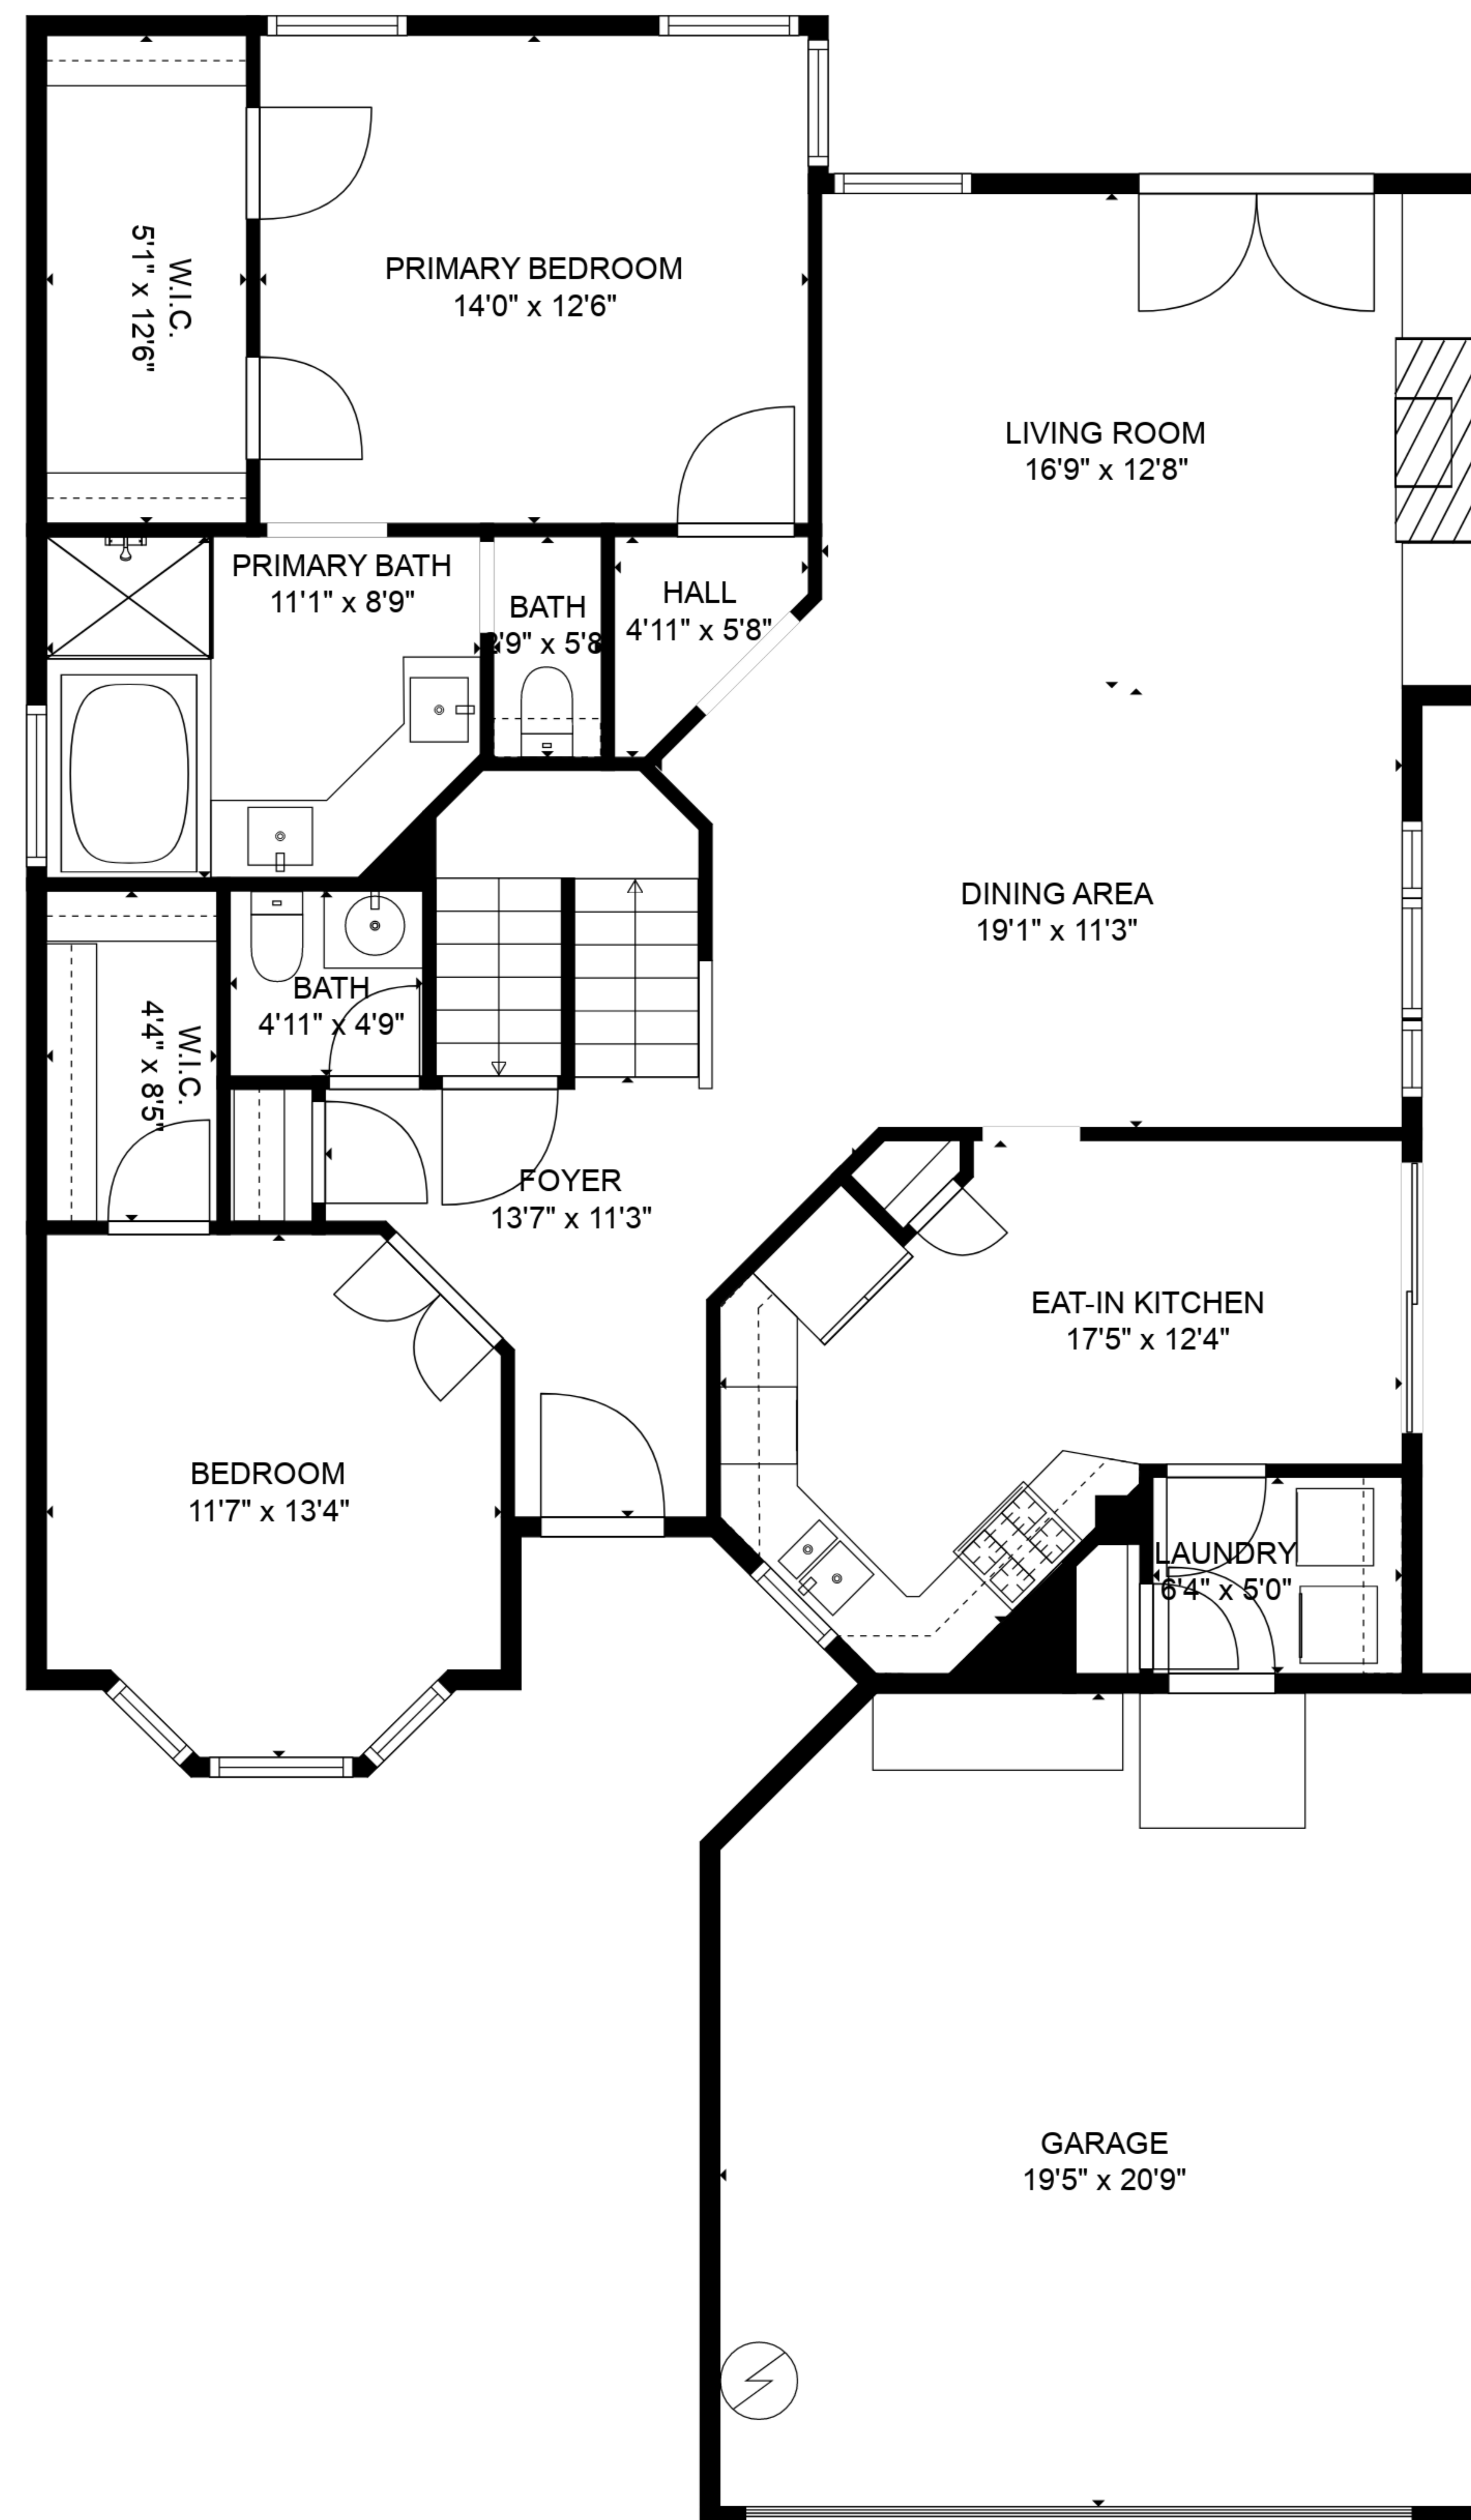 PRIMARY BEDROOM
14'0" x 12'6"
W.I.C.
5'1" x 12'6"
LIVING ROOM
16'9" x 12'8"
PRIMARY BATH
11'1" x 8'9"
BATH
'9" x 5'8
HALL
4'11" x 5'8"
DINING AREA
19'1" x 11'3"
BATH
4'11" x 4'9"
W.I.C.
4'4" x 8'5"
FOYER
13'7" x 11'3"
EAT-IN KITCHEN
17'5" x 12'4"
BEDROOM
11'7" x 13'4"
LAUNDRY
6'4" x 5'0"
GARAGE
19'5" x 20'9"